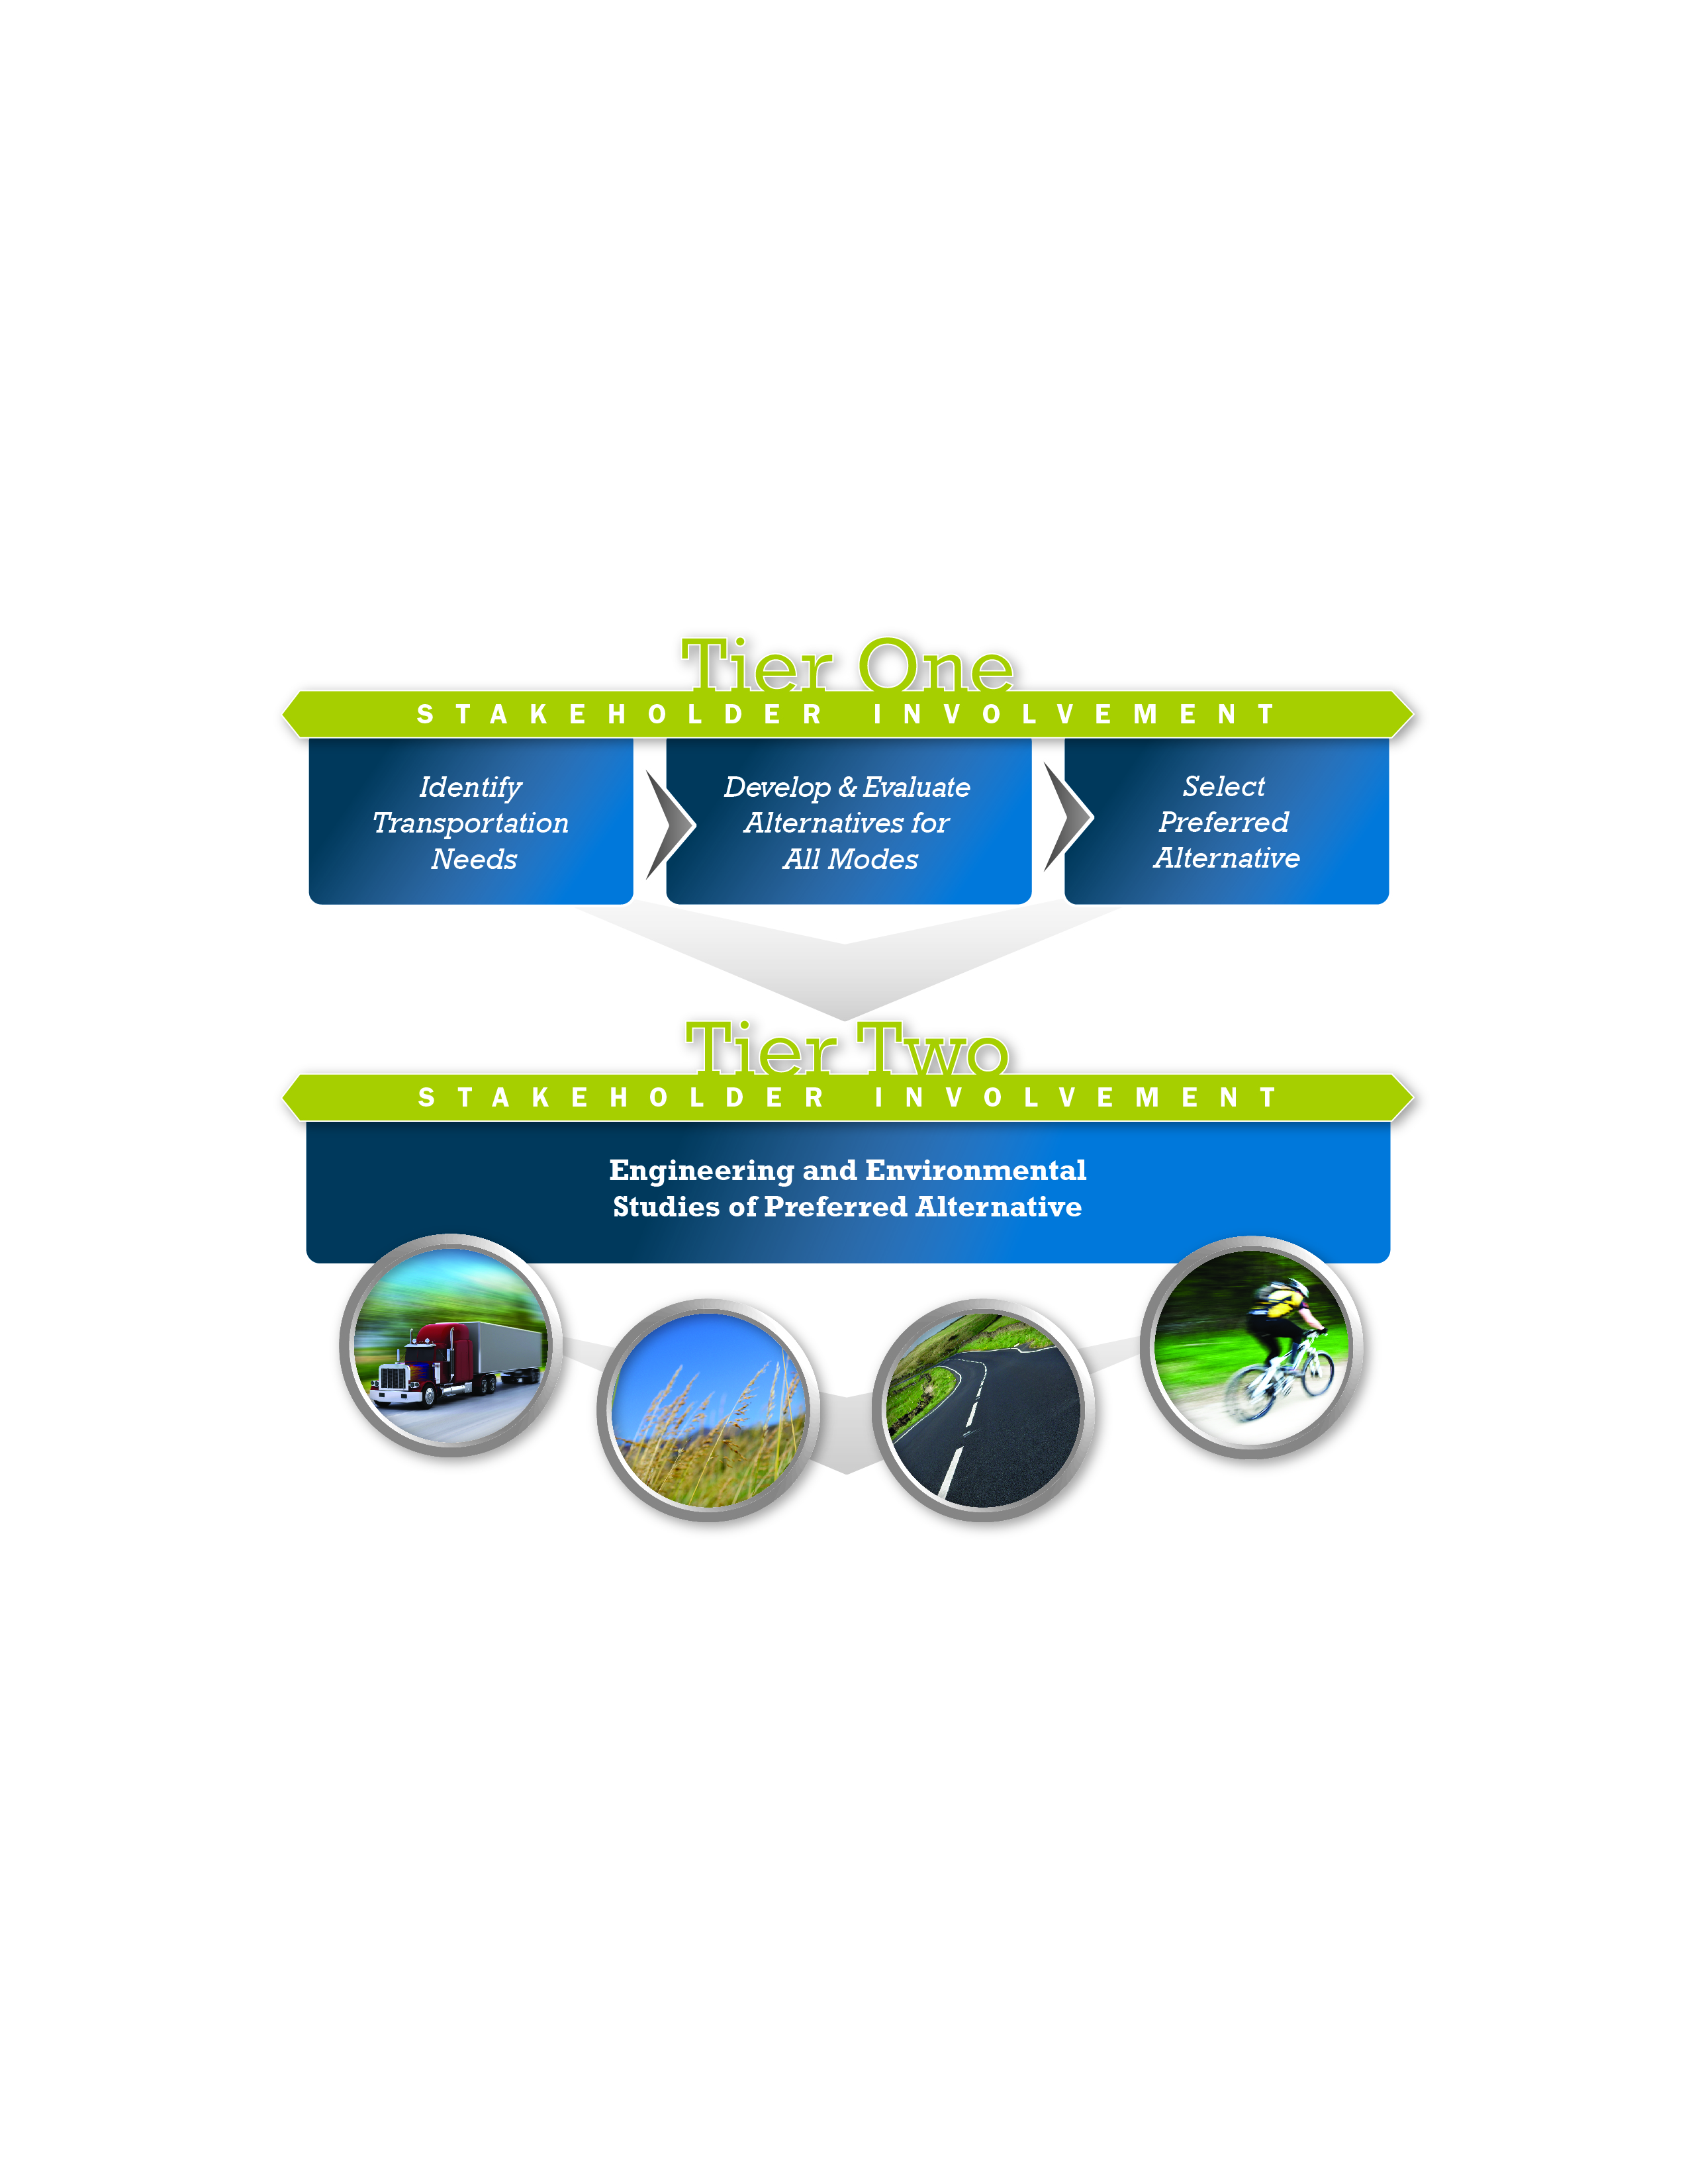 Tier One
STAKEHOLDER INVOLVEMENT
Identify
Transportation
Needs
Develop & Evaluate
Alternatives for
All Modes
Select
Preferred
Alternative
Tier Two
STAKEHOLDER INVOLVEMENT
Engineering and Environmental
Studies of Preferred Alternative